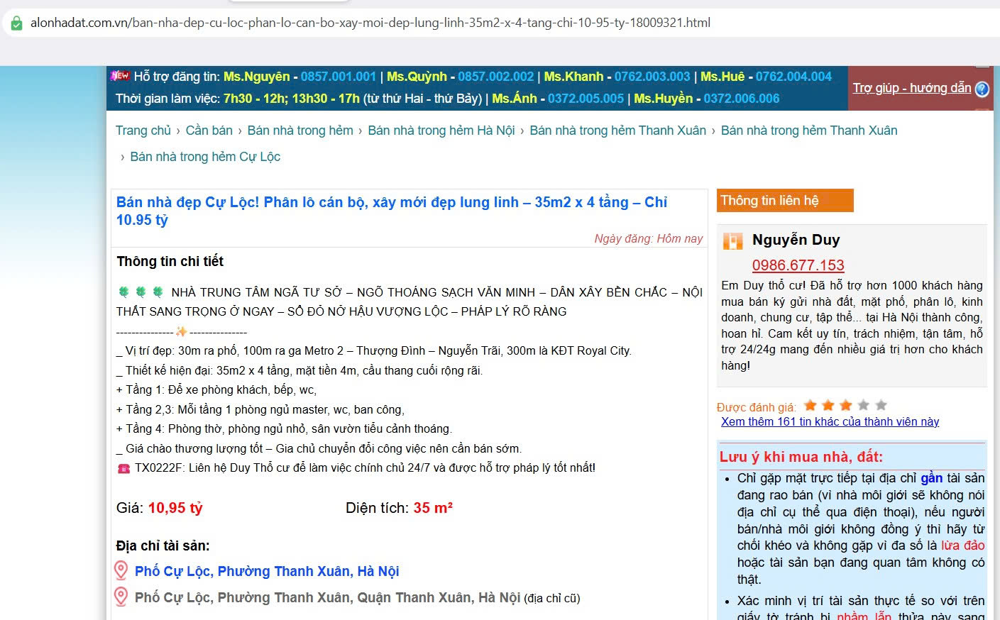 alonhadat.com.vn/ban-nha-dep-cu-loc-phan-lo-can-bo-xay-moi-dep-lung-linh-35m2-x-4-tang-chi-10-95-ty-18009321.html
NEW Hỗ trợ đăng tin: Ms.Nguyên - 0857.001.001 | Ms.Quỳnh - 0857.002.002 | Ms.Khanh - 0762.003.003 | Ms.Huê - 0762.004.004
Thời gian làm việc: 7h30 - 12h; 13h30 - 17h (từ thứ Hai - thứ Bảy) | Ms.Ánh - 0372.005.005 | Ms.Huyền - 0372.006.006
Trợ giúp - hướng dẫn
Trang chủ › Cần bán › Bán nhà trong hẻm › Bán nhà trong hẻm Hà Nội › Bán nhà trong hẻm Thanh Xuân › Bán nhà trong hẻm Thanh Xuân
› Bán nhà trong hẻm Cự Lộc
Bán nhà đẹp Cự Lộc! Phân lô cán bộ, xây mới đẹp lung linh – 35m2 x 4 tầng – Chỉ
10.95 tỷ
Ngày đăng: Hôm nay
Thông tin chi tiết
🍀 🍀 🍀 NHÀ TRUNG TÂM NGÃ TƯ SỞ – NGÕ THOÁNG SẠCH VĂN MINH – DÂN XÂY BỀN CHẮC – NỘI
THẤT SANG TRỌNG Ở NGAY – SỔ ĐỎ NỞ HẬU VƯỢNG LỘC – PHÁP LÝ RÕ RÀNG
---------------✨---------------
_ Vị trí đẹp: 30m ra phố, 100m ra ga Metro 2 – Thượng Đình – Nguyễn Trãi, 300m là KĐT Royal City.
_ Thiết kế hiện đại: 35m2 x 4 tầng, mặt tiền 4m, cầu thang cuối rộng rãi.
+ Tầng 1: Để xe phòng khách, bếp, wc,
+ Tầng 2,3: Mỗi tầng 1 phòng ngủ master, wc, ban công,
+ Tầng 4: Phòng thờ, phòng ngủ nhỏ, sân vườn tiểu cảnh thoáng.
_ Giá chào thương lượng tốt – Gia chủ chuyển đổi công việc nên cần bán sớm.
☎️ TX0222F: Liên hệ Duy Thổ cư để làm việc chính chủ 24/7 và được hỗ trợ pháp lý tốt nhất!
Giá: 10,95 tỷ
Diện tích: 35 m²
Địa chỉ tài sản:
Phố Cự Lộc, Phường Thanh Xuân, Hà Nội
Phố Cự Lộc, Phường Thanh Xuân, Quận Thanh Xuân, Hà Nội (địa chỉ cũ)
Thông tin liên hệ
Nguyễn Duy
0986.677.153
Em Duy thổ cư! Đã hỗ trợ hơn 1000 khách hàng
mua bán ký gửi nhà đất, mặt phố, phân lô, kinh
doanh, chung cư, tập thể... tại Hà Nội thành công,
hoan hỉ. Cam kết uy tín, trách nhiệm, tận tâm, hỗ
trợ 24/24g mang đến nhiều giá trị hơn cho khách
hàng!
Được đánh giá:
Xem thêm 161 tin khác của thành viên này
Lưu ý khi mua nhà, đất:
• Chỉ gặp mặt trực tiếp tại địa chỉ gần tài sản
đang rao bán (vì nhà môi giới sẽ không nói
địa chỉ cụ thể qua điện thoại), nếu người
bán/nhà môi giới không đồng ý thì hãy từ
chối khéo và không gặp vì đa số là lừa đảo
hoặc tài sản bạn đang quan tâm không có
thật.
• Xác minh vị trí tài sản thực tế so với trên
giấy tờ tránh bị nhầm lẫn thửa này sang